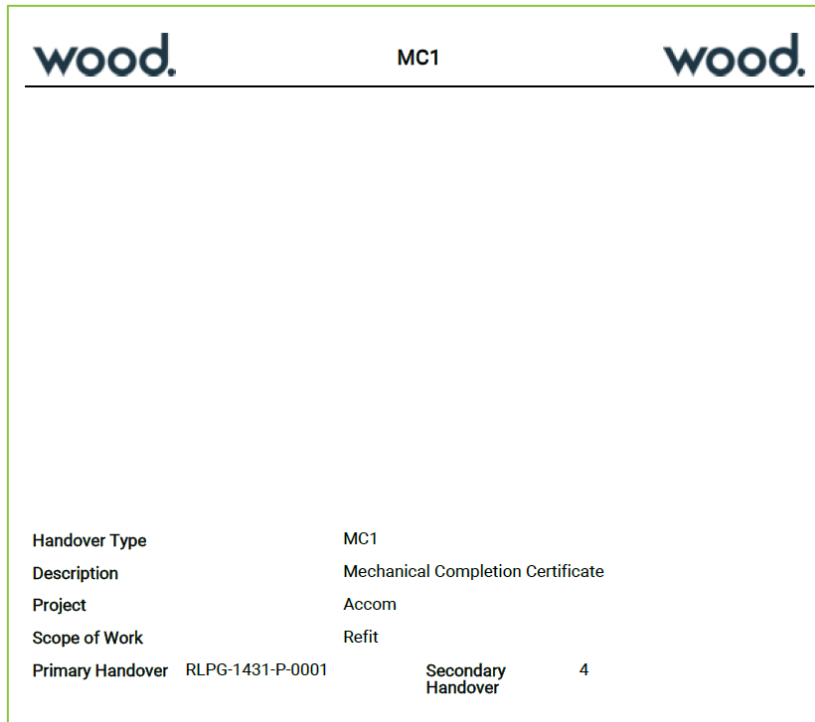 wood. MC1 wood.
Handover Type MC1
Description Mechanical Completion Certificate
Project Accom
Scope of Work Refit
Primary Handover RLPG-1431-P-0001 Secondary Handover 4